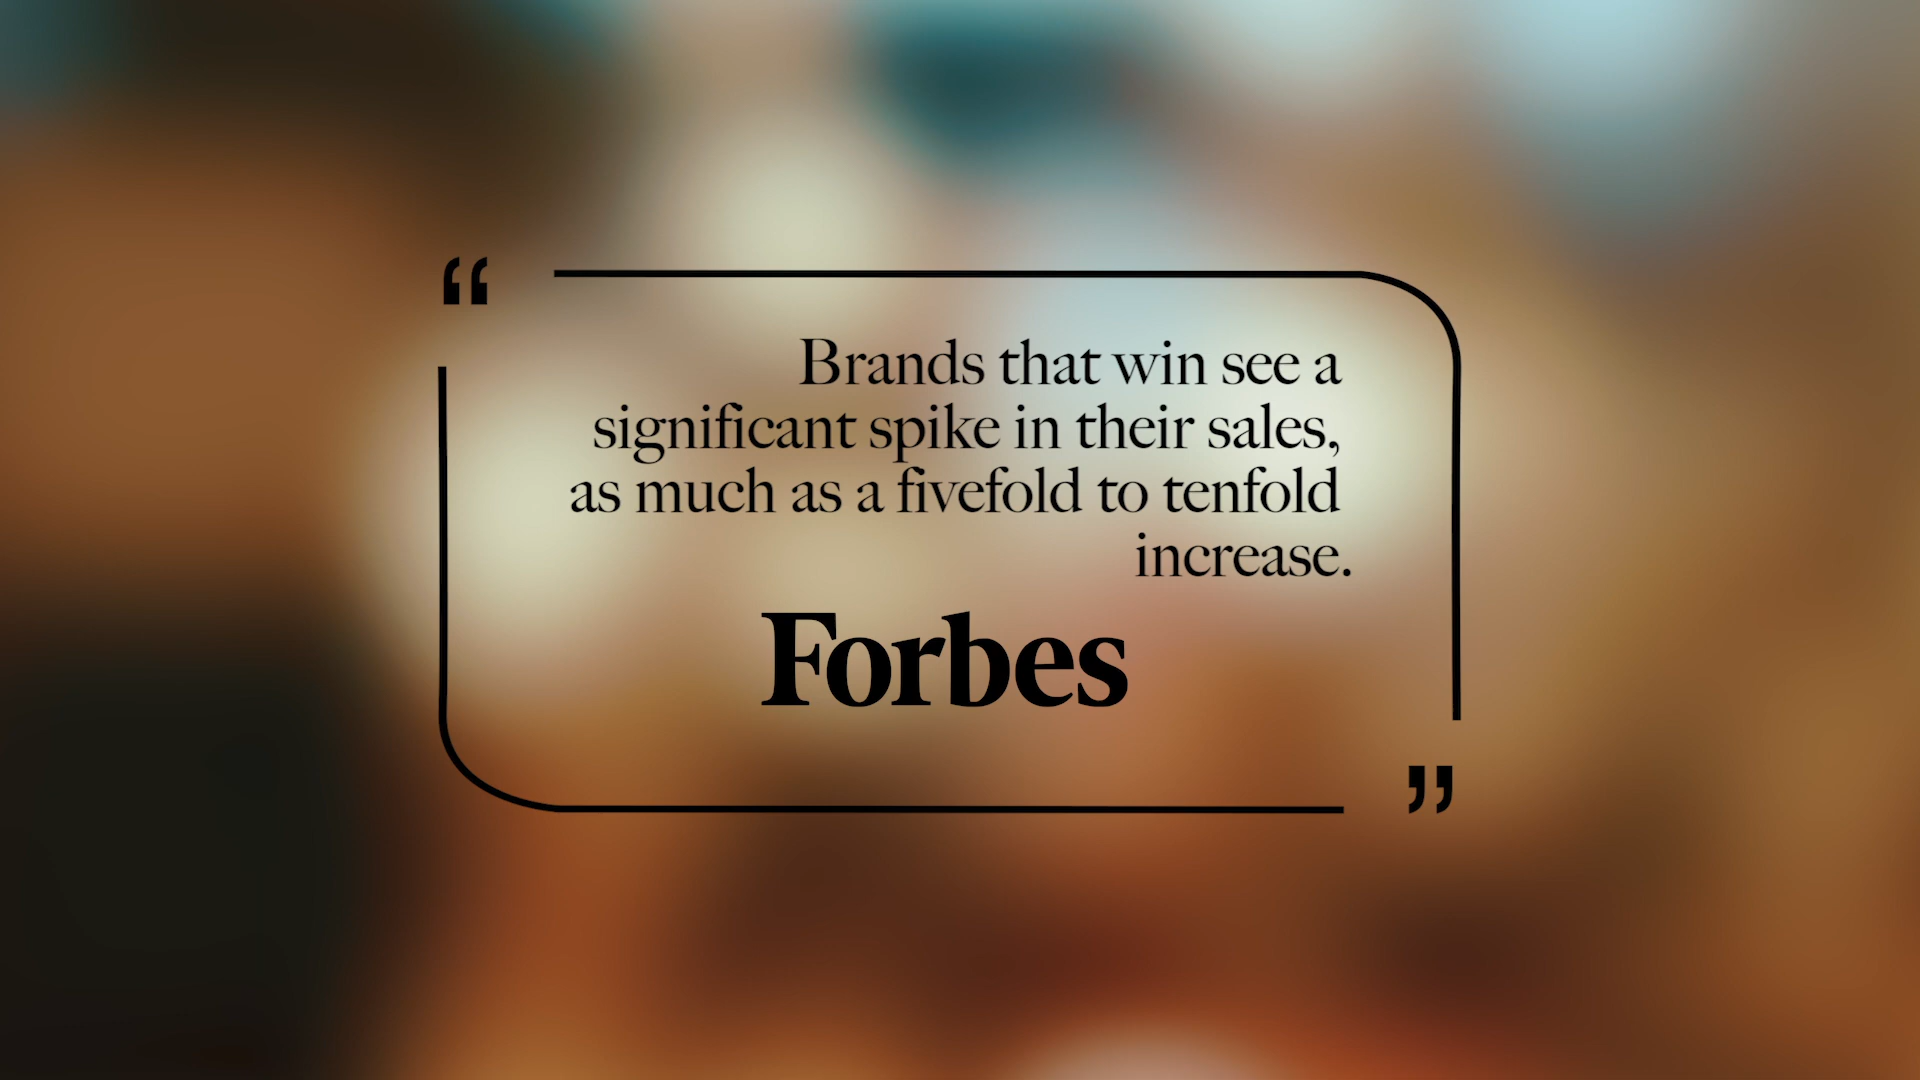 “
Brands that win see a
significant spike in their sales,
as much as a fivefold to tenfold
increase.
Forbes
”